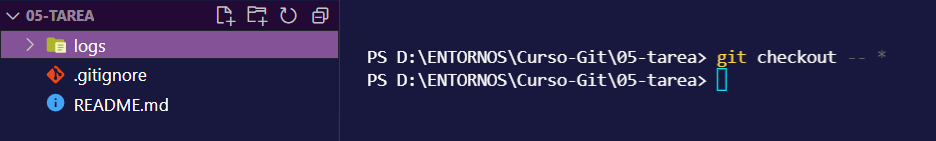 05-TAREA
logs
.gitignore
README.md
PS D:\ENTORNOS\Curso-Git\05-tarea> git checkout -- *
PS D:\ENTORNOS\Curso-Git\05-tarea>